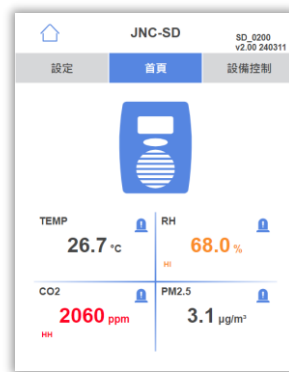 JNC-SD
SD_0200
v2.00 240311
設定
首頁
設備控制
TEMP
26.7 °C
RH
68.0 %
HI
CO2
2060 ppm
HH
PM2.5
3.1 μg/m³